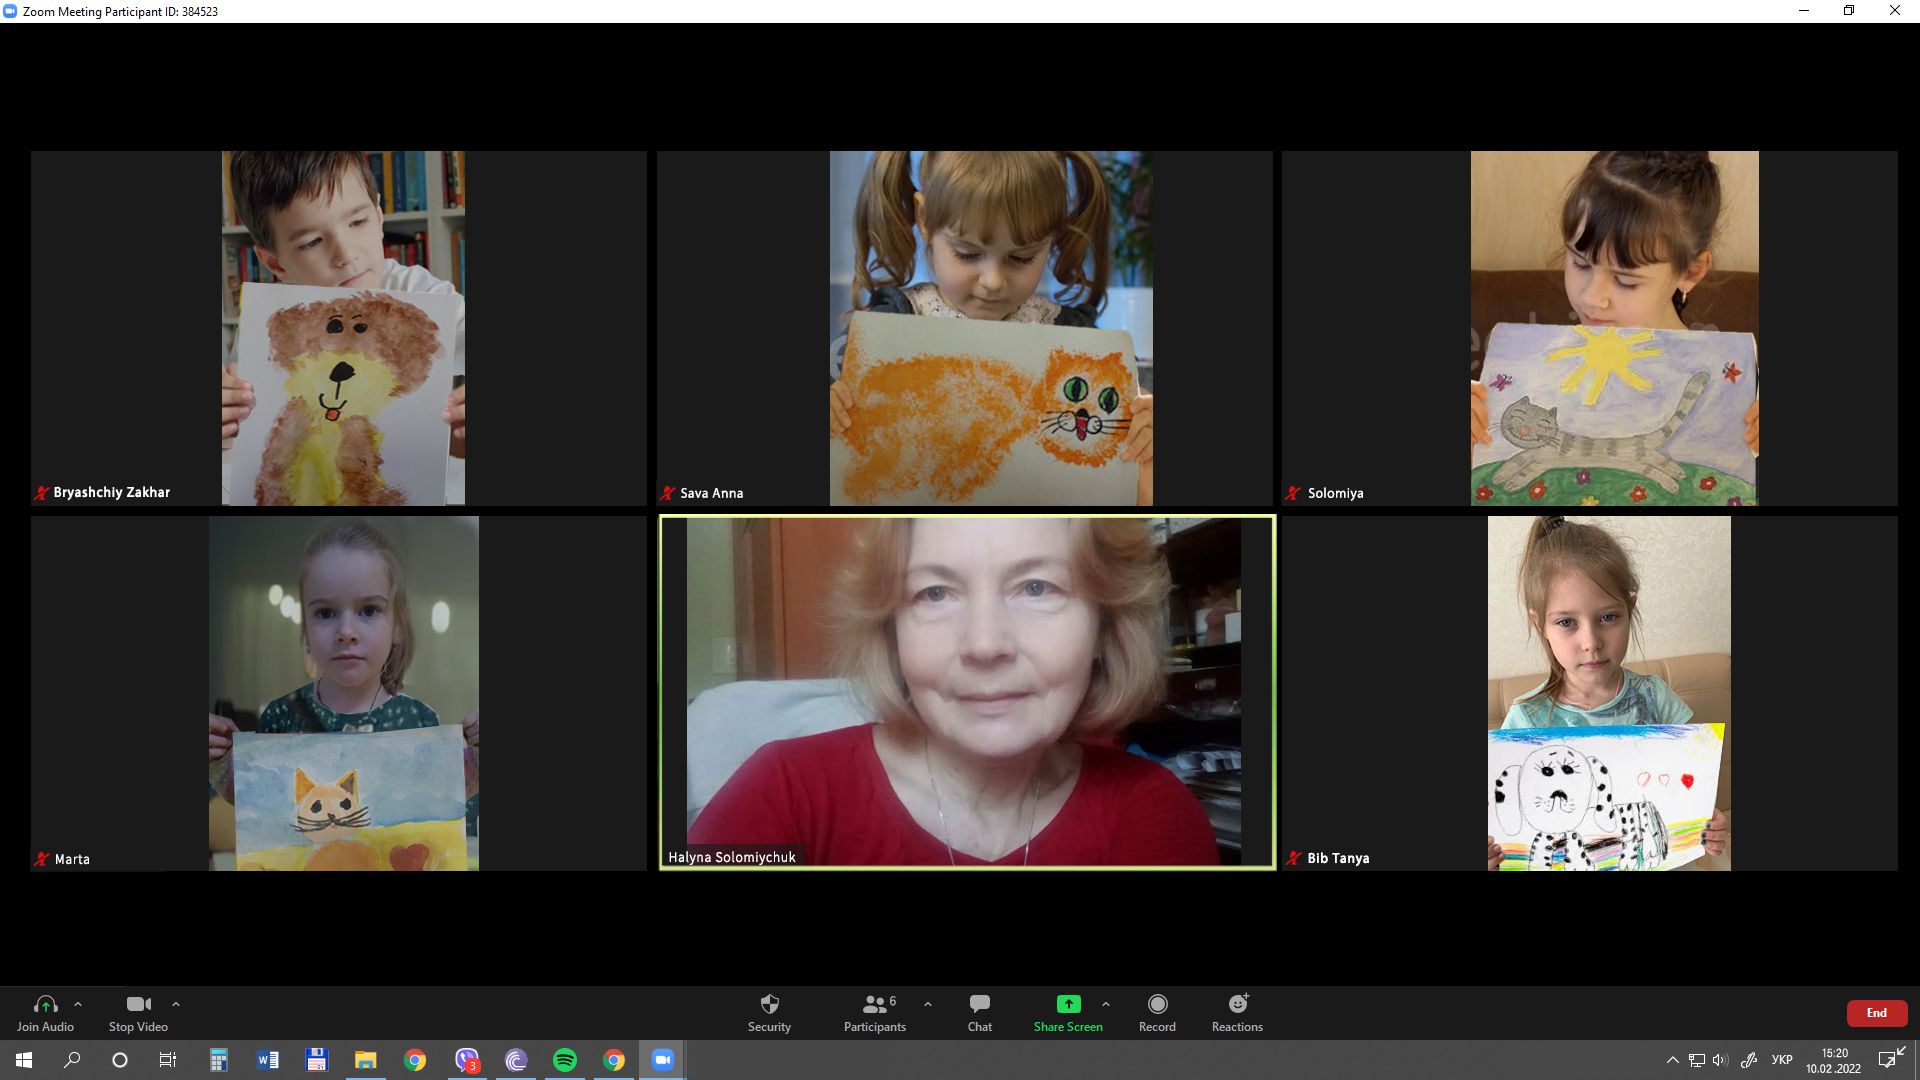 Zoom Meeting Participant ID: 384523
Bryashchiy Zakhar
Sava Anna
Solomiya
Marta
Halyna Solomiychuk
Bib Tanya
Join Audio
Stop Video
Security
6
Participants
Chat
Share Screen
Record
Reactions
End
3
УКР
15:20
10.02.2022